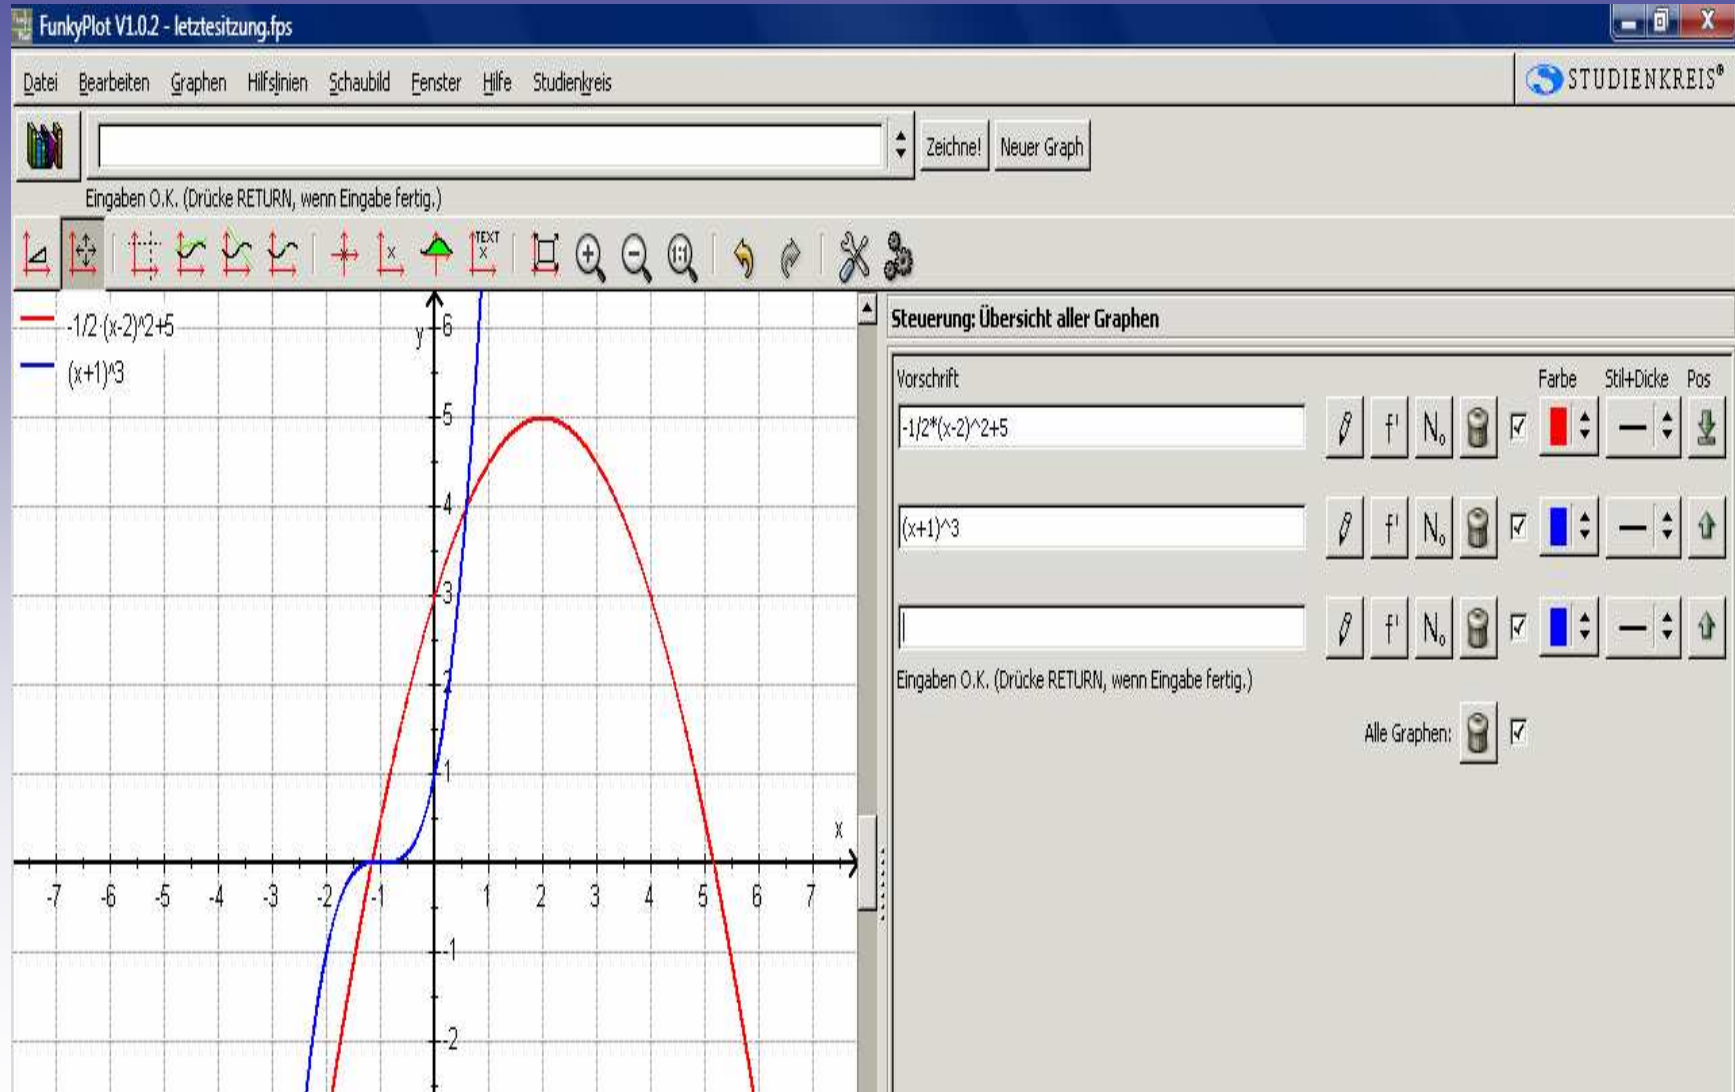 FunkyPlot V1.0.2 - letztesitzung.fps
Datei Bearbeiten Graphen Hilfslinien Schaubild Fenster Hilfe Studienkreis
STUDIENKREIS®
Zeichne! Neuer Graph
Eingaben O.K. (Drücke RETURN, wenn Eingabe fertig.)
x TEXT x 1:1
-1/2·(x-2)^2+5
(x+1)^3
y
6
5
4
3
2
1
x
-7 -6 -5 -4 -3 -2 -1 1 2 3 4 5 6 7
-1
-2
Steuerung: Übersicht aller Graphen
Vorschrift Farbe Stil+Dicke Pos
-1/2*(x-2)^2+5 f' N₀
(x+1)^3 f' N₀
f' N₀
Eingaben O.K. (Drücke RETURN, wenn Eingabe fertig.)
Alle Graphen: